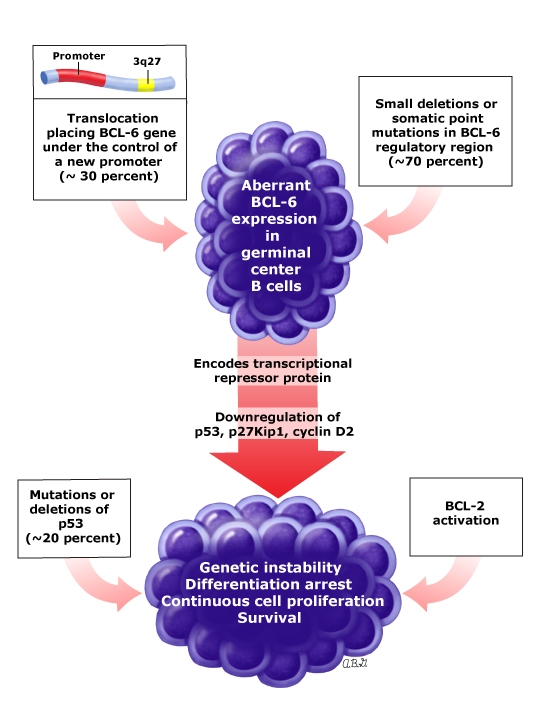 Promoter
3q27
Translocation
placing BCL-6 gene
under the control of
a new promoter
(~ 30 percent)
Small deletions or
somatic point
mutations in BCL-6
regulatory region
(~70 percent)
Aberrant
BCL-6
expression
in
germinal
center
B cells
Encodes transcriptional
repressor protein
Downregulation of
p53, p27Kip1, cyclin D2
Mutations or
deletions of
p53
(~20 percent)
BCL-2
activation
Genetic instability
Differentiation arrest
Continuous cell proliferation
Survival